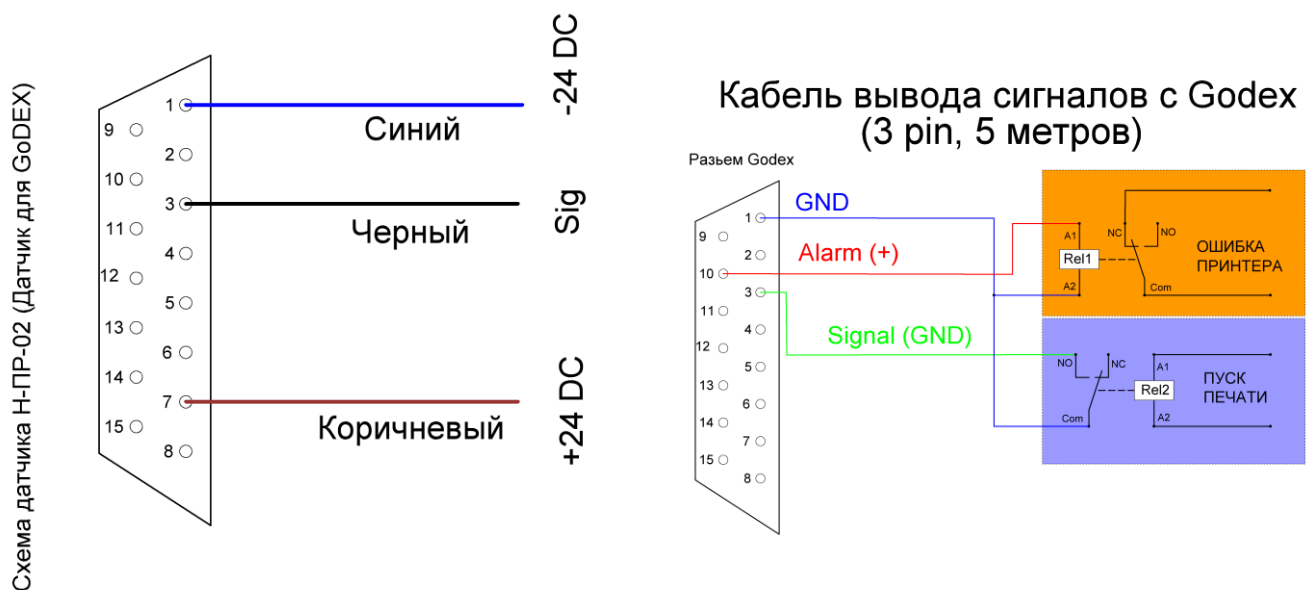 Схема датчика Н-ПР-02 (Датчик для GoDEX)
1
9
2
10
3
11
4
12
5
13
6
14
7
15
8
Синий
Черный
Коричневый
-24 DC
Sig
+24 DC
Кабель вывода сигналов с Godex
(3 pin, 5 метров)
Разьем Godex
1
9
2
10
3
11
4
12
5
13
6
14
7
15
8
GND
Alarm (+)
Signal (GND)
A1
NC
NO
Rel1
A2
Com
ОШИБКА
ПРИНТЕРА
NO
NC
A1
Rel2
Com
A2
ПУСК
ПЕЧАТИ